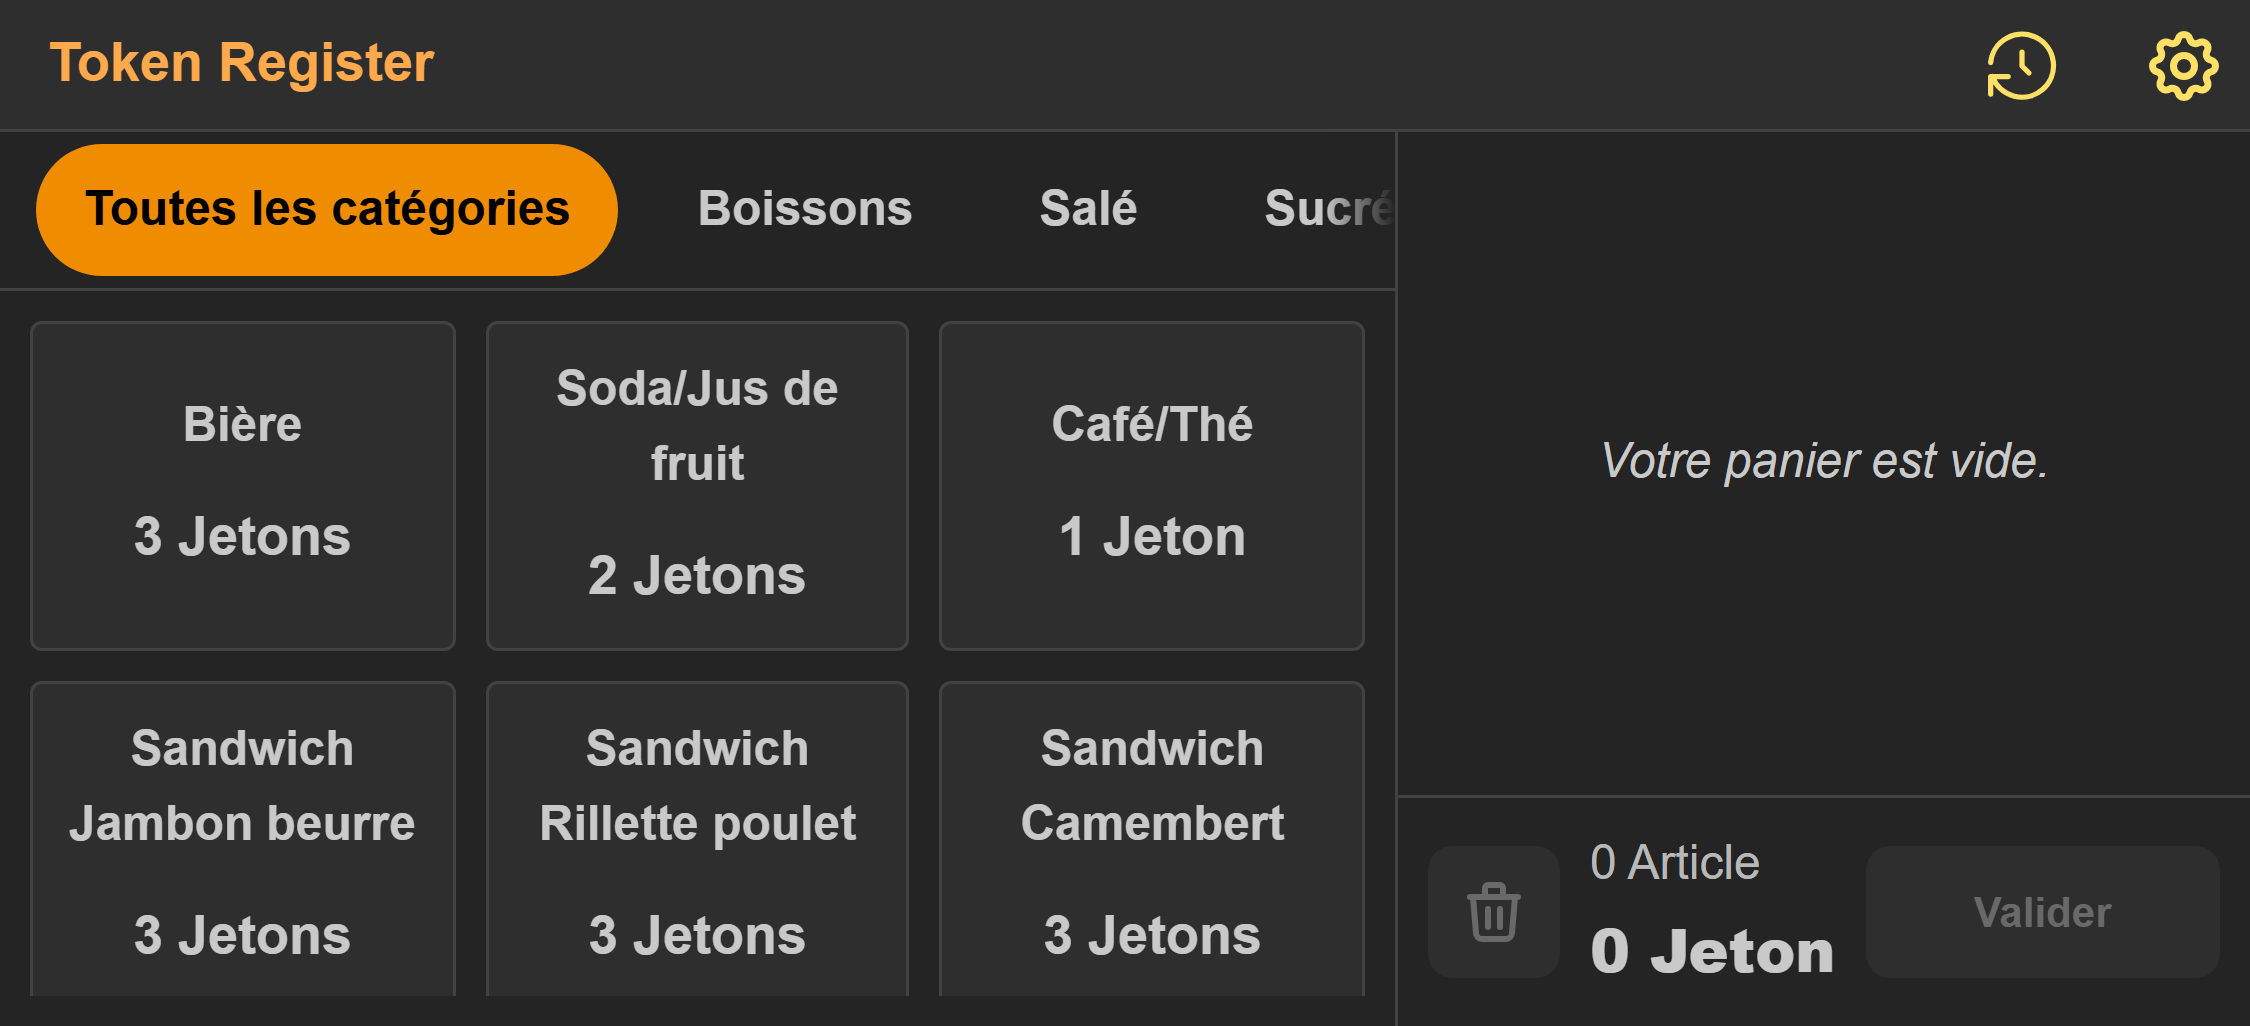 Token Register
Toutes les catégories
Boissons
Salé
Sucré
Bière
3 Jetons
Soda/Jus de
fruit
2 Jetons
Café/Thé
1 Jeton
Sandwich
Jambon beurre
3 Jetons
Sandwich
Rillette poulet
3 Jetons
Sandwich
Camembert
3 Jetons
Votre panier est vide.
0 Article
0 Jeton
Valider